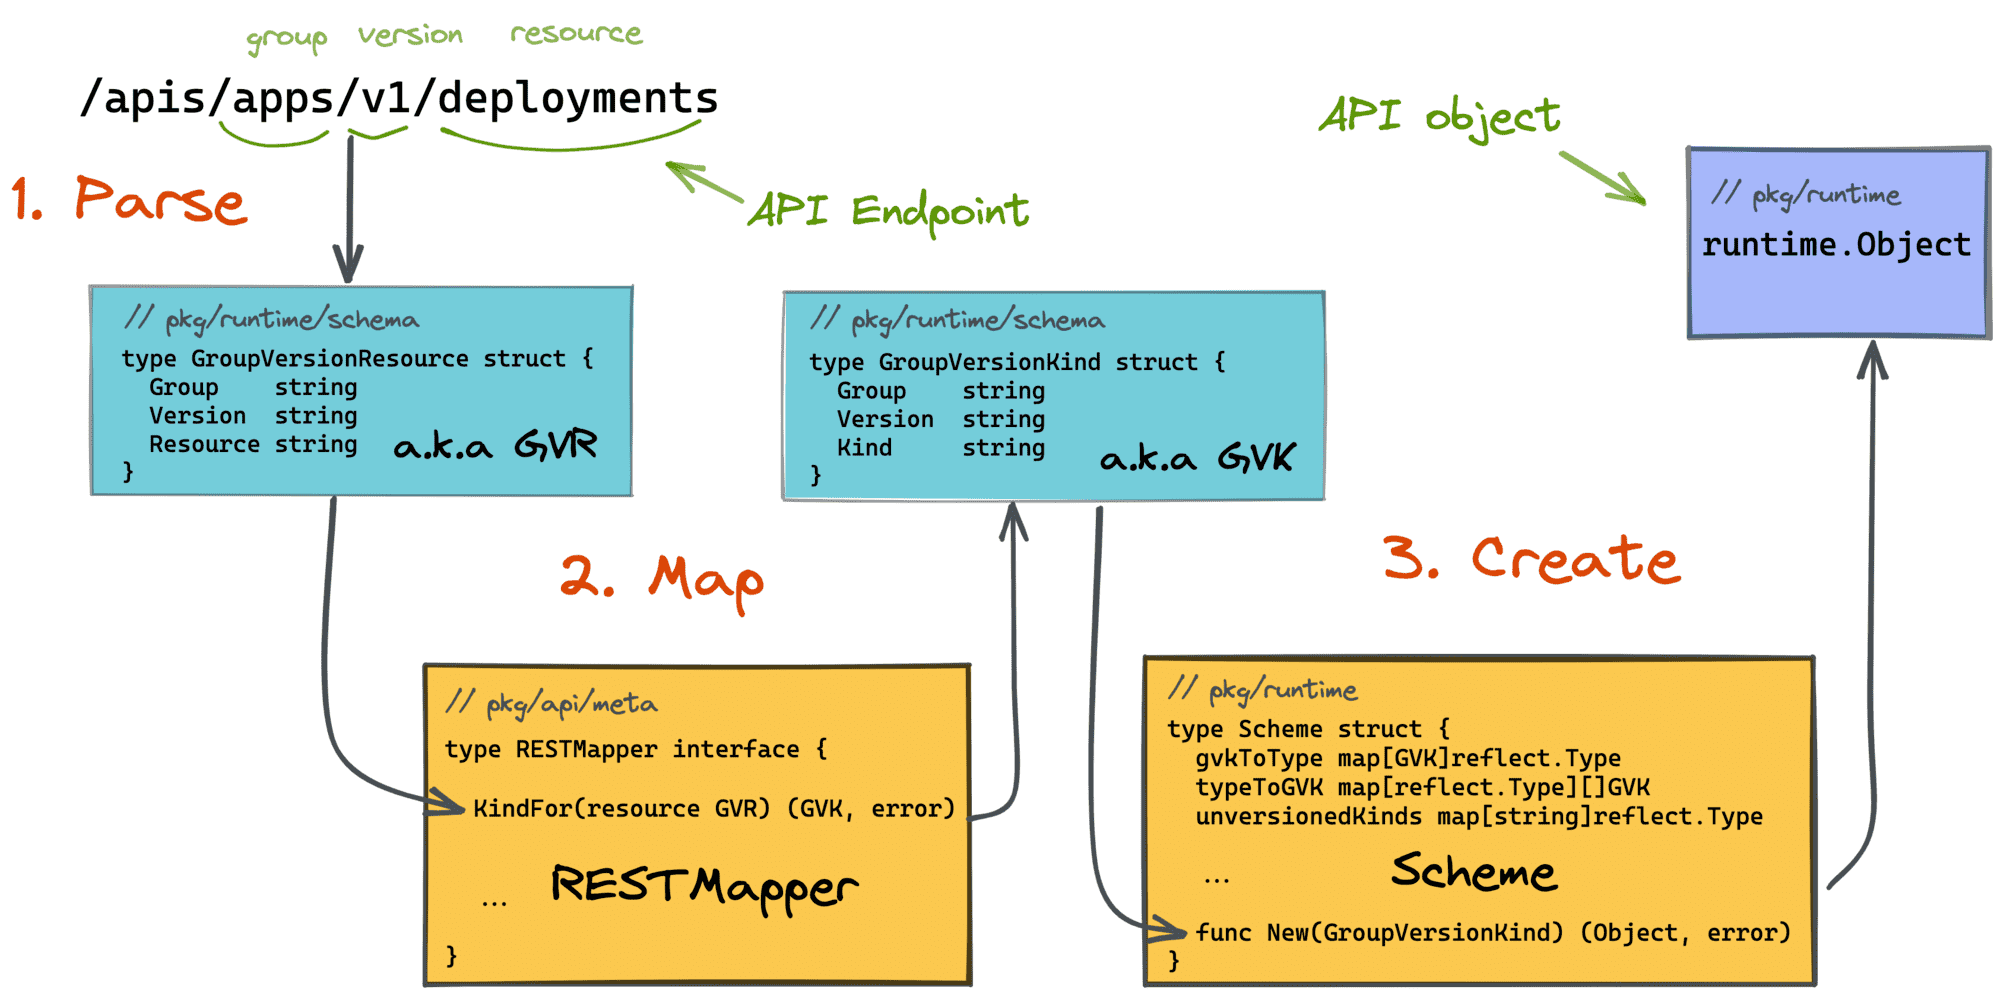 group version resource
/apis/apps/v1/deployments
1. Parse
API Endpoint
// pkg/runtime/schema
type GroupVersionResource struct {
Group string
Version string
Resource string
}
a.k.a GVR
2. Map
// pkg/api/meta
type RESTMapper interface {
KindFor(resource GVR) (GVK, error)
...
RESTMapper
}
// pkg/runtime/schema
type GroupVersionKind struct {
Group string
Version string
Kind string
}
a.k.a GVK
3. Create
// pkg/runtime
type Scheme struct {
gvkToType map[GVK]reflect.Type
typeToGVK map[reflect.Type][]GVK
unversionedKinds map[string]reflect.Type
...
Scheme
func New(GroupVersionKind) (Object, error)
}
API object
// pkg/runtime
runtime.Object